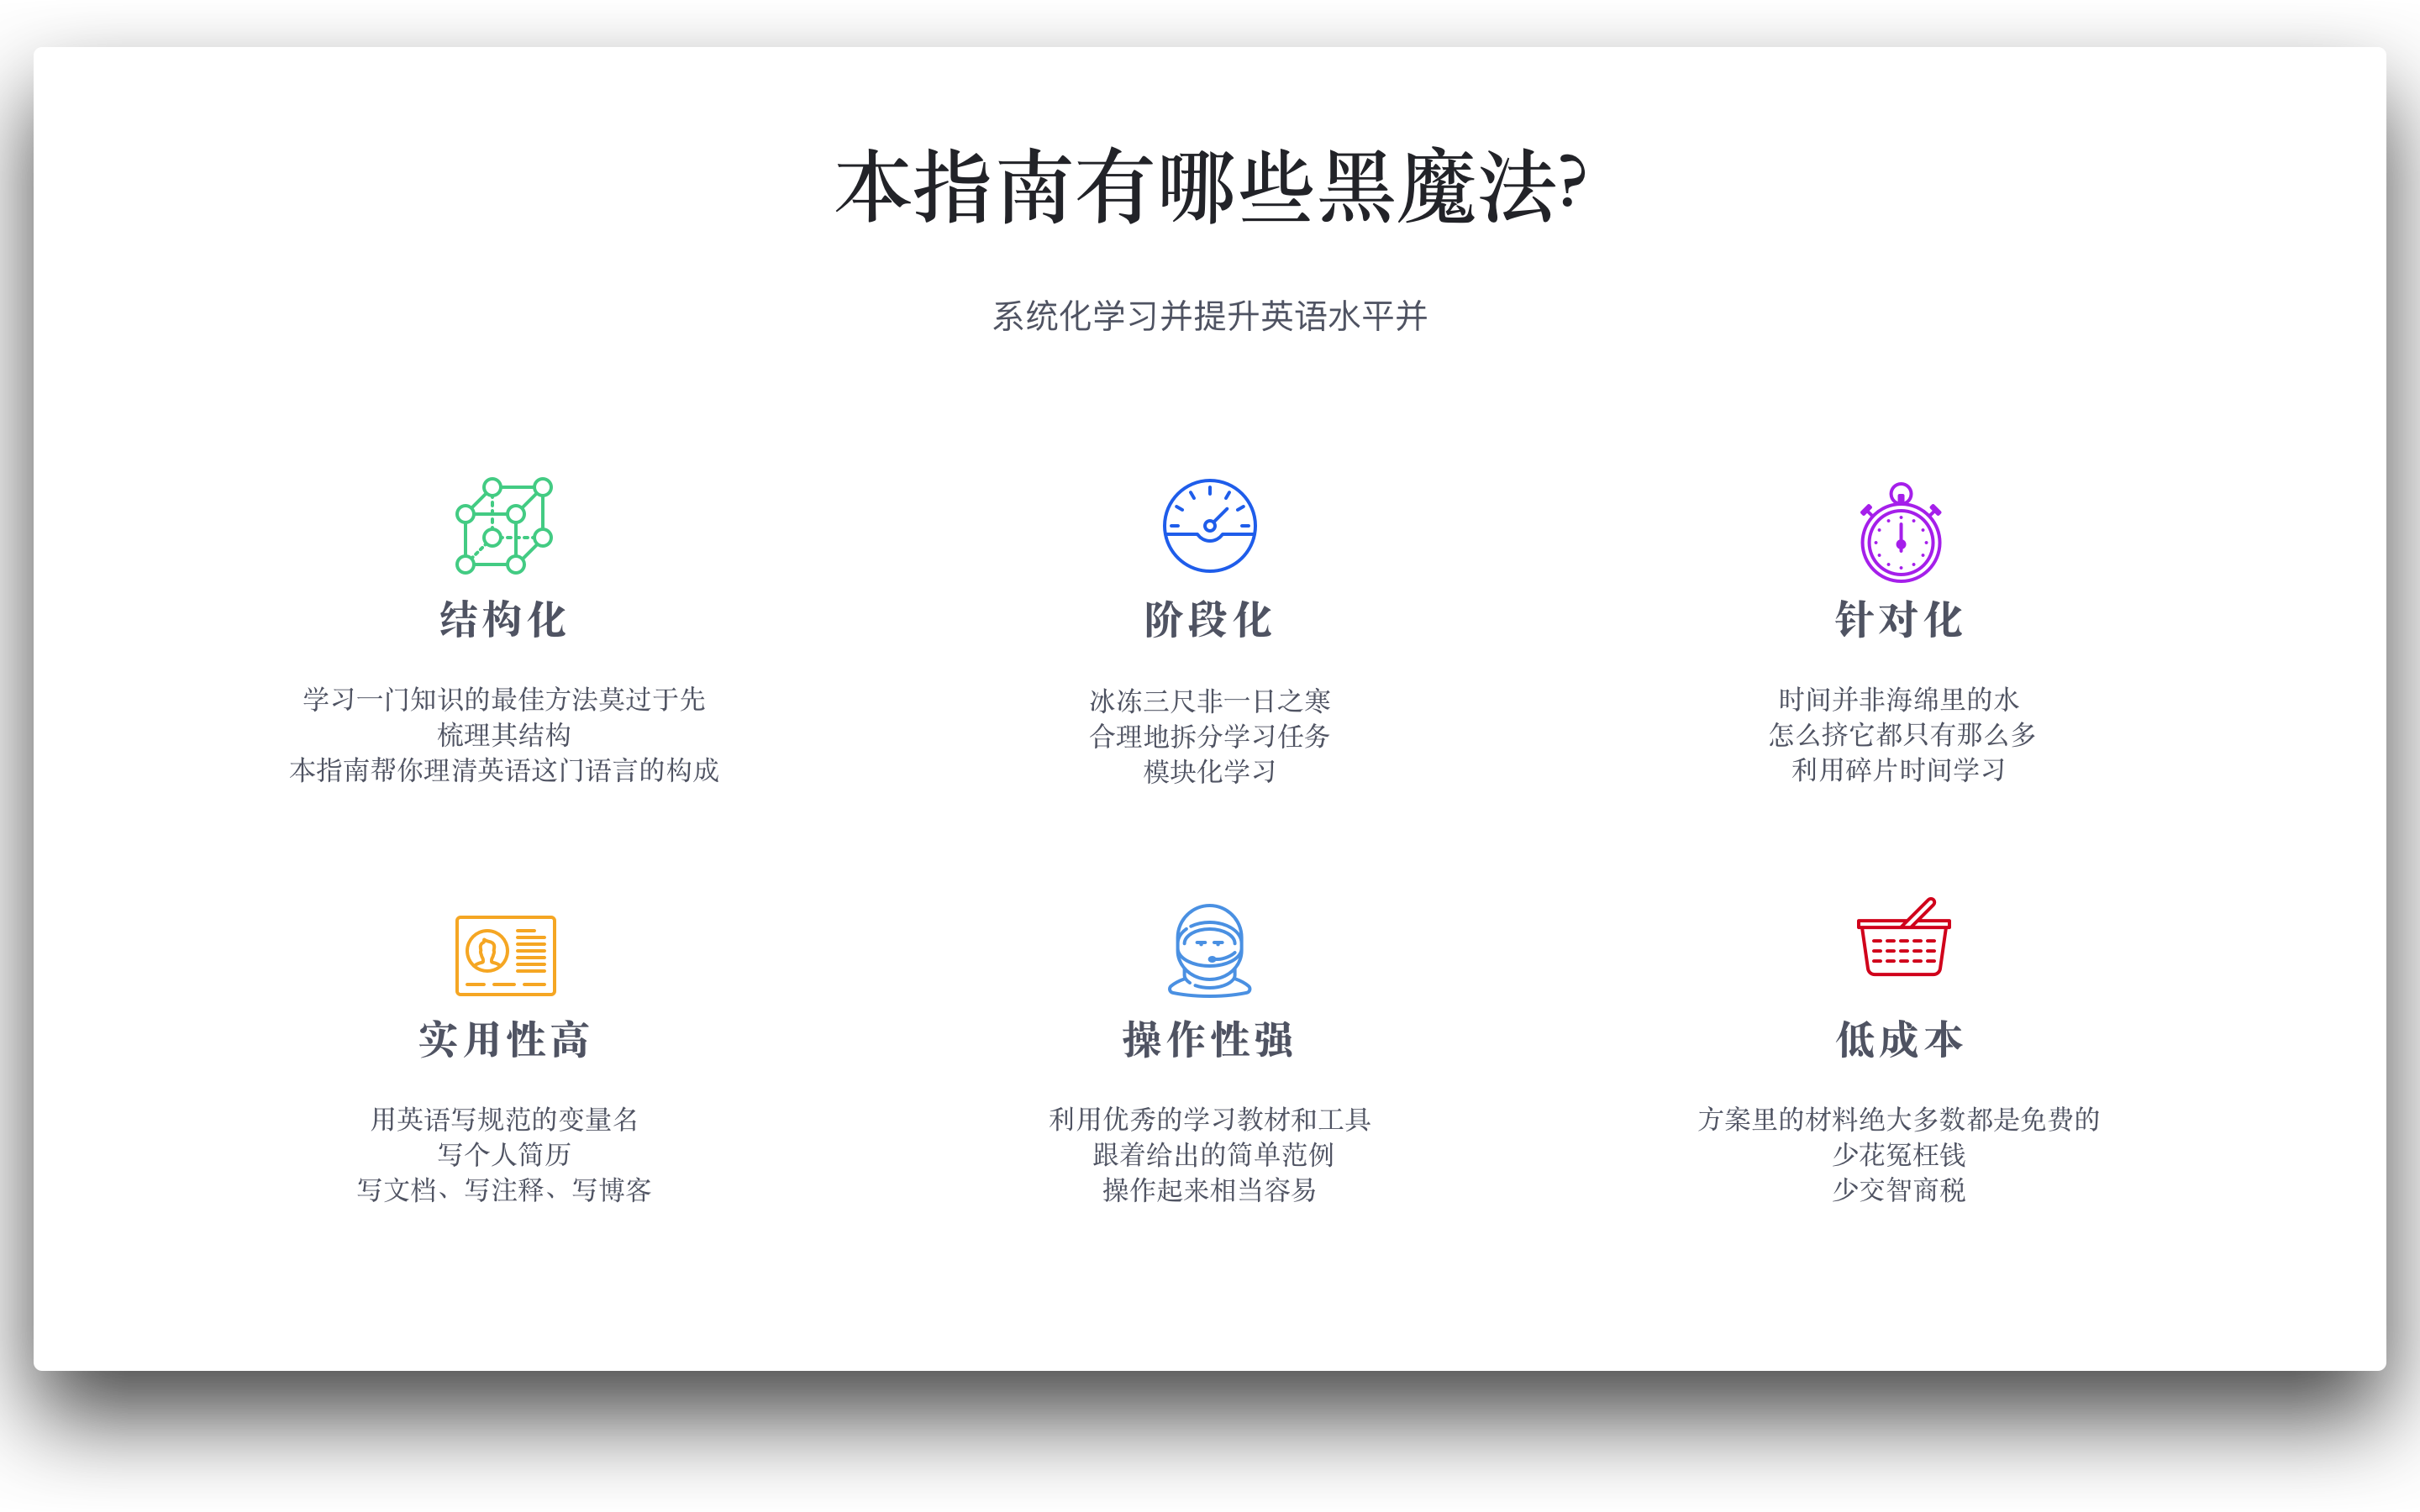 本指南有哪些黑魔法?
系统化学习并提升英语水平并
结构化
学习一门知识的最佳方法莫过于先
梳理其结构
本指南帮你理清英语这门语言的构成
阶段化
冰冻三尺非一日之寒
合理地拆分学习任务
模块化学习
针对化
时间并非海绵里的水
怎么挤它都只有那么多
利用碎片时间学习
实用性高
用英语写规范的变量名
写个人简历
写文档、写注释、写博客
操作性强
利用优秀的学习教材和工具
跟着给出的简单范例
操作起来相当容易
低成本
方案里的材料绝大多数都是免费的
少花冤枉钱
少交智商税